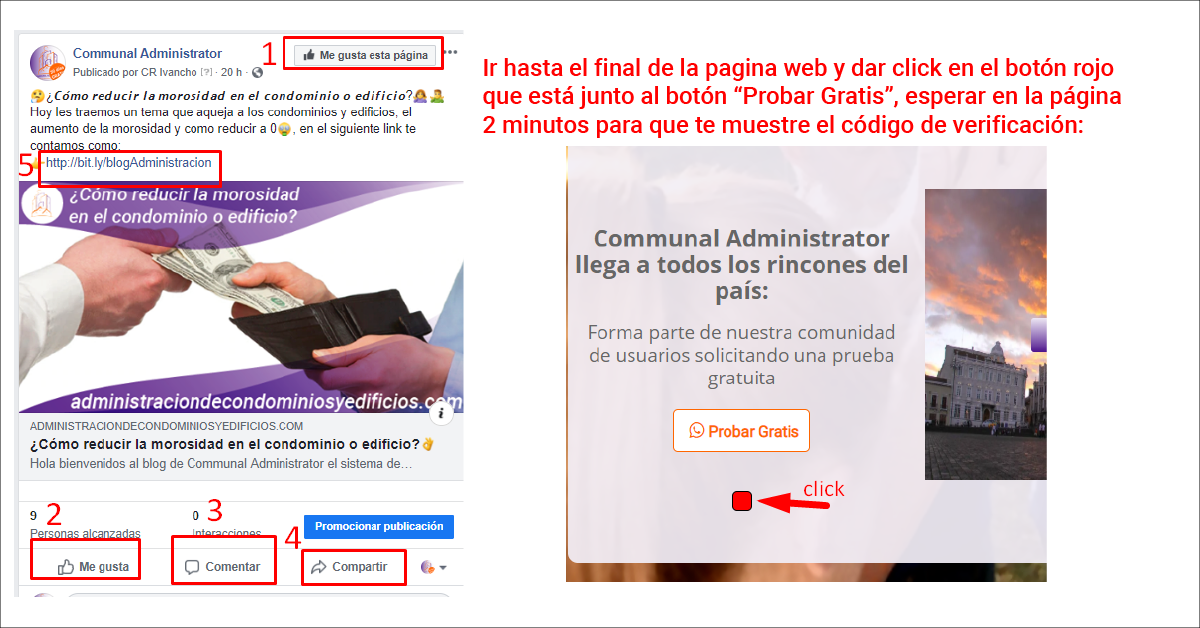 Communal Administrator
1
Me gusta esta página
Publicado por CR Ivancho [?] · 20 h ·
¿Cómo reducir la morosidad en el condominio o edificio?
Hoy les traemos un tema que aqueja a los condominios y edificios, el
aumento de la morosidad y como reducir a 0, en el siguiente link te
contamos como:
5
http://bit.ly/blogAdministracion
¿Cómo reducir la morosidad
en el condominio o edificio?
administraciondecondominiosyedificios.com
i
ADMINISTRACIONDECONDOMINIOSYEDIFICIOS.COM
¿Cómo reducir la morosidad en el condominio o edificio?
Hola bienvenidos al blog de Communal Administrator el sistema de...
9
2
Personas alcanzadas
0
3
Interacciones
4
Promocionar publicación
Me gusta
Comentar
Compartir
Ir hasta el final de la pagina web y dar click en el botón rojo
que está junto al botón “Probar Gratis”, esperar en la página
2 minutos para que te muestre el código de verificación:
Communal Administrator
llega a todos los rincones del
país:
Forma parte de nuestra comunidad
de usuarios solicitando una prueba
gratuita
Probar Gratis
click